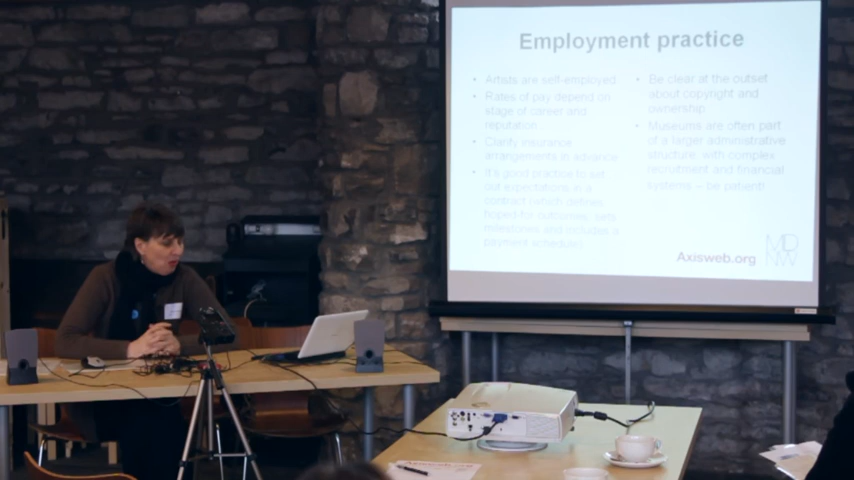 Employment practice
• Artists are self-employed
• Rates of pay depend on
stage of career and
reputation
• Clarify insurance
arrangements in advance
• It's good practice to set
out expectations in a
contract (which defines
hoped-for outcomes, sets
milestones and includes a
payment schedule)
• Be clear at the outset
about copyright and
ownership
• Museums are often part
of a larger administrative
structure, with complex
recruitment and financial
systems – be patient!
Axisweb.org
MD
NW